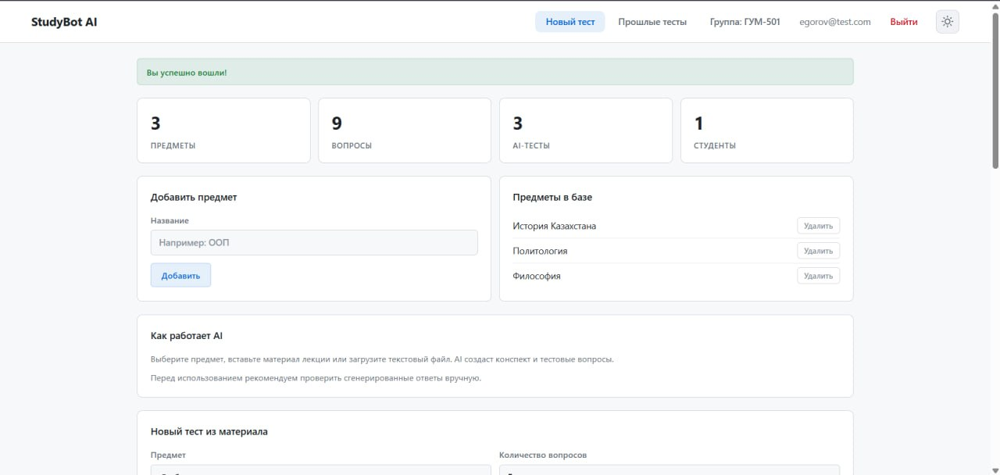 StudyBot AI
Новый тест
Прошлые тесты
Группа: ГУМ-501
egorov@test.com
Выйти
Вы успешно вошли!
3
ПРЕДМЕТЫ
9
ВОПРОСЫ
3
AI-ТЕСТЫ
1
СТУДЕНТЫ
Добавить предмет
Название
Например: ООП
Добавить
Предметы в базе
История Казахстана
Удалить
Политология
Удалить
Философия
Удалить
Как работает AI
Выберите предмет, вставьте материал лекции или загрузите текстовый файл. AI создаст конспект и тестовые вопросы.
Перед использованием рекомендуем проверить сгенерированные ответы вручную.
Новый тест из материала
Предмет
Количество вопросов